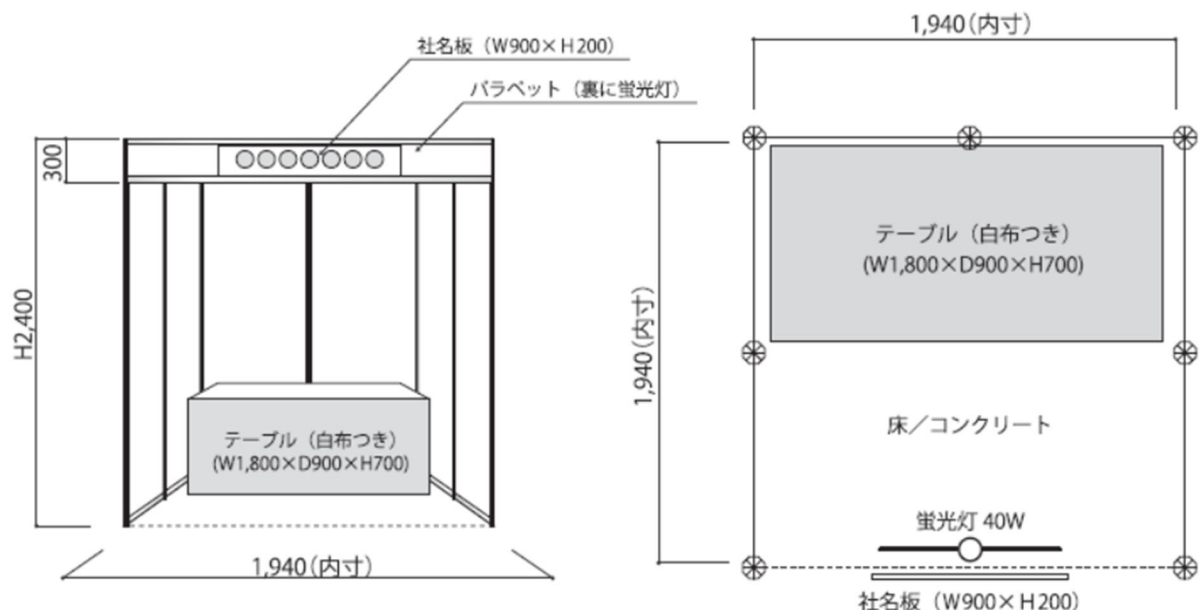 社名板（W900×H200）
パラペット（裏に蛍光灯）
300
H2,400
テーブル（白布つき）
(W1,800×D900×H700)
1,940(内寸)
1,940(内寸)
1,940(内寸)
テーブル（白布つき）
(W1,800×D900×H700)
床／コンクリート
蛍光灯 40W
社名板（W900×H200）